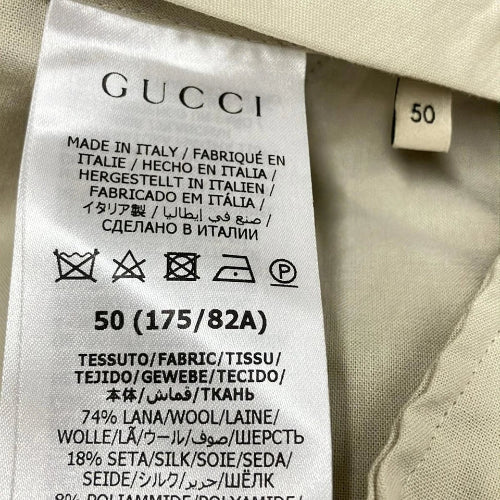 GUCCI
50
MADE IN ITALY / FABRIQUÉ EN
ITALIE / HECHO EN ITALIA /
HERGESTELLT IN ITALIEN /
FABRICADO EM ITÁLIA /
イタリア製 / صنع في إيطاليا /
СДЕЛАНО В ИТАЛИИ
P
50 (175/82A)
TESSUTO/FABRIC/TISSU/
TEJIDO/GEWEBE/TECIDO/
本体/قماش/ТКАНЬ
74% LANA/WOOL/LAINE/
WOLLE/LÃ/ウール/صوف/ШЕРСТЬ
18% SETA/SILK/SOIE/SEDA/
SEIDE/シルク/حرير/ШЁЛК
8% POLIAMMIDE/POLYAMIDE/